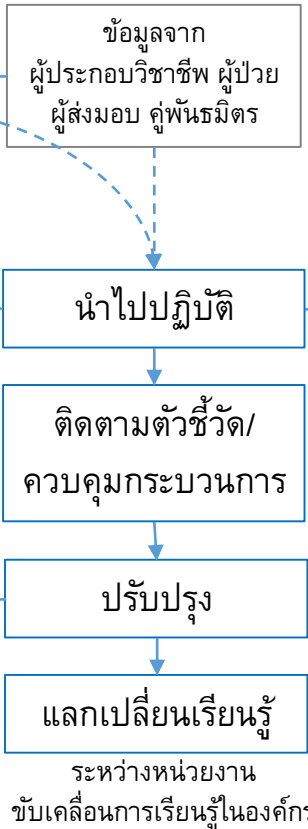 ข้อมูลจาก
ผู้ประกอบวิชาชีพ ผู้ป่วย
ผู้ส่งมอบ คู่พันธมิตร
นำไปปฏิบัติ
ติดตามตัวชี้วัด/
ควบคุมกระบวนการ
ปรับปรุง
แลกเปลี่ยนเรียนรู้
ระหว่างหน่วยงาน
ขับเคลื่อนการเรียนรู้ในองค์กร